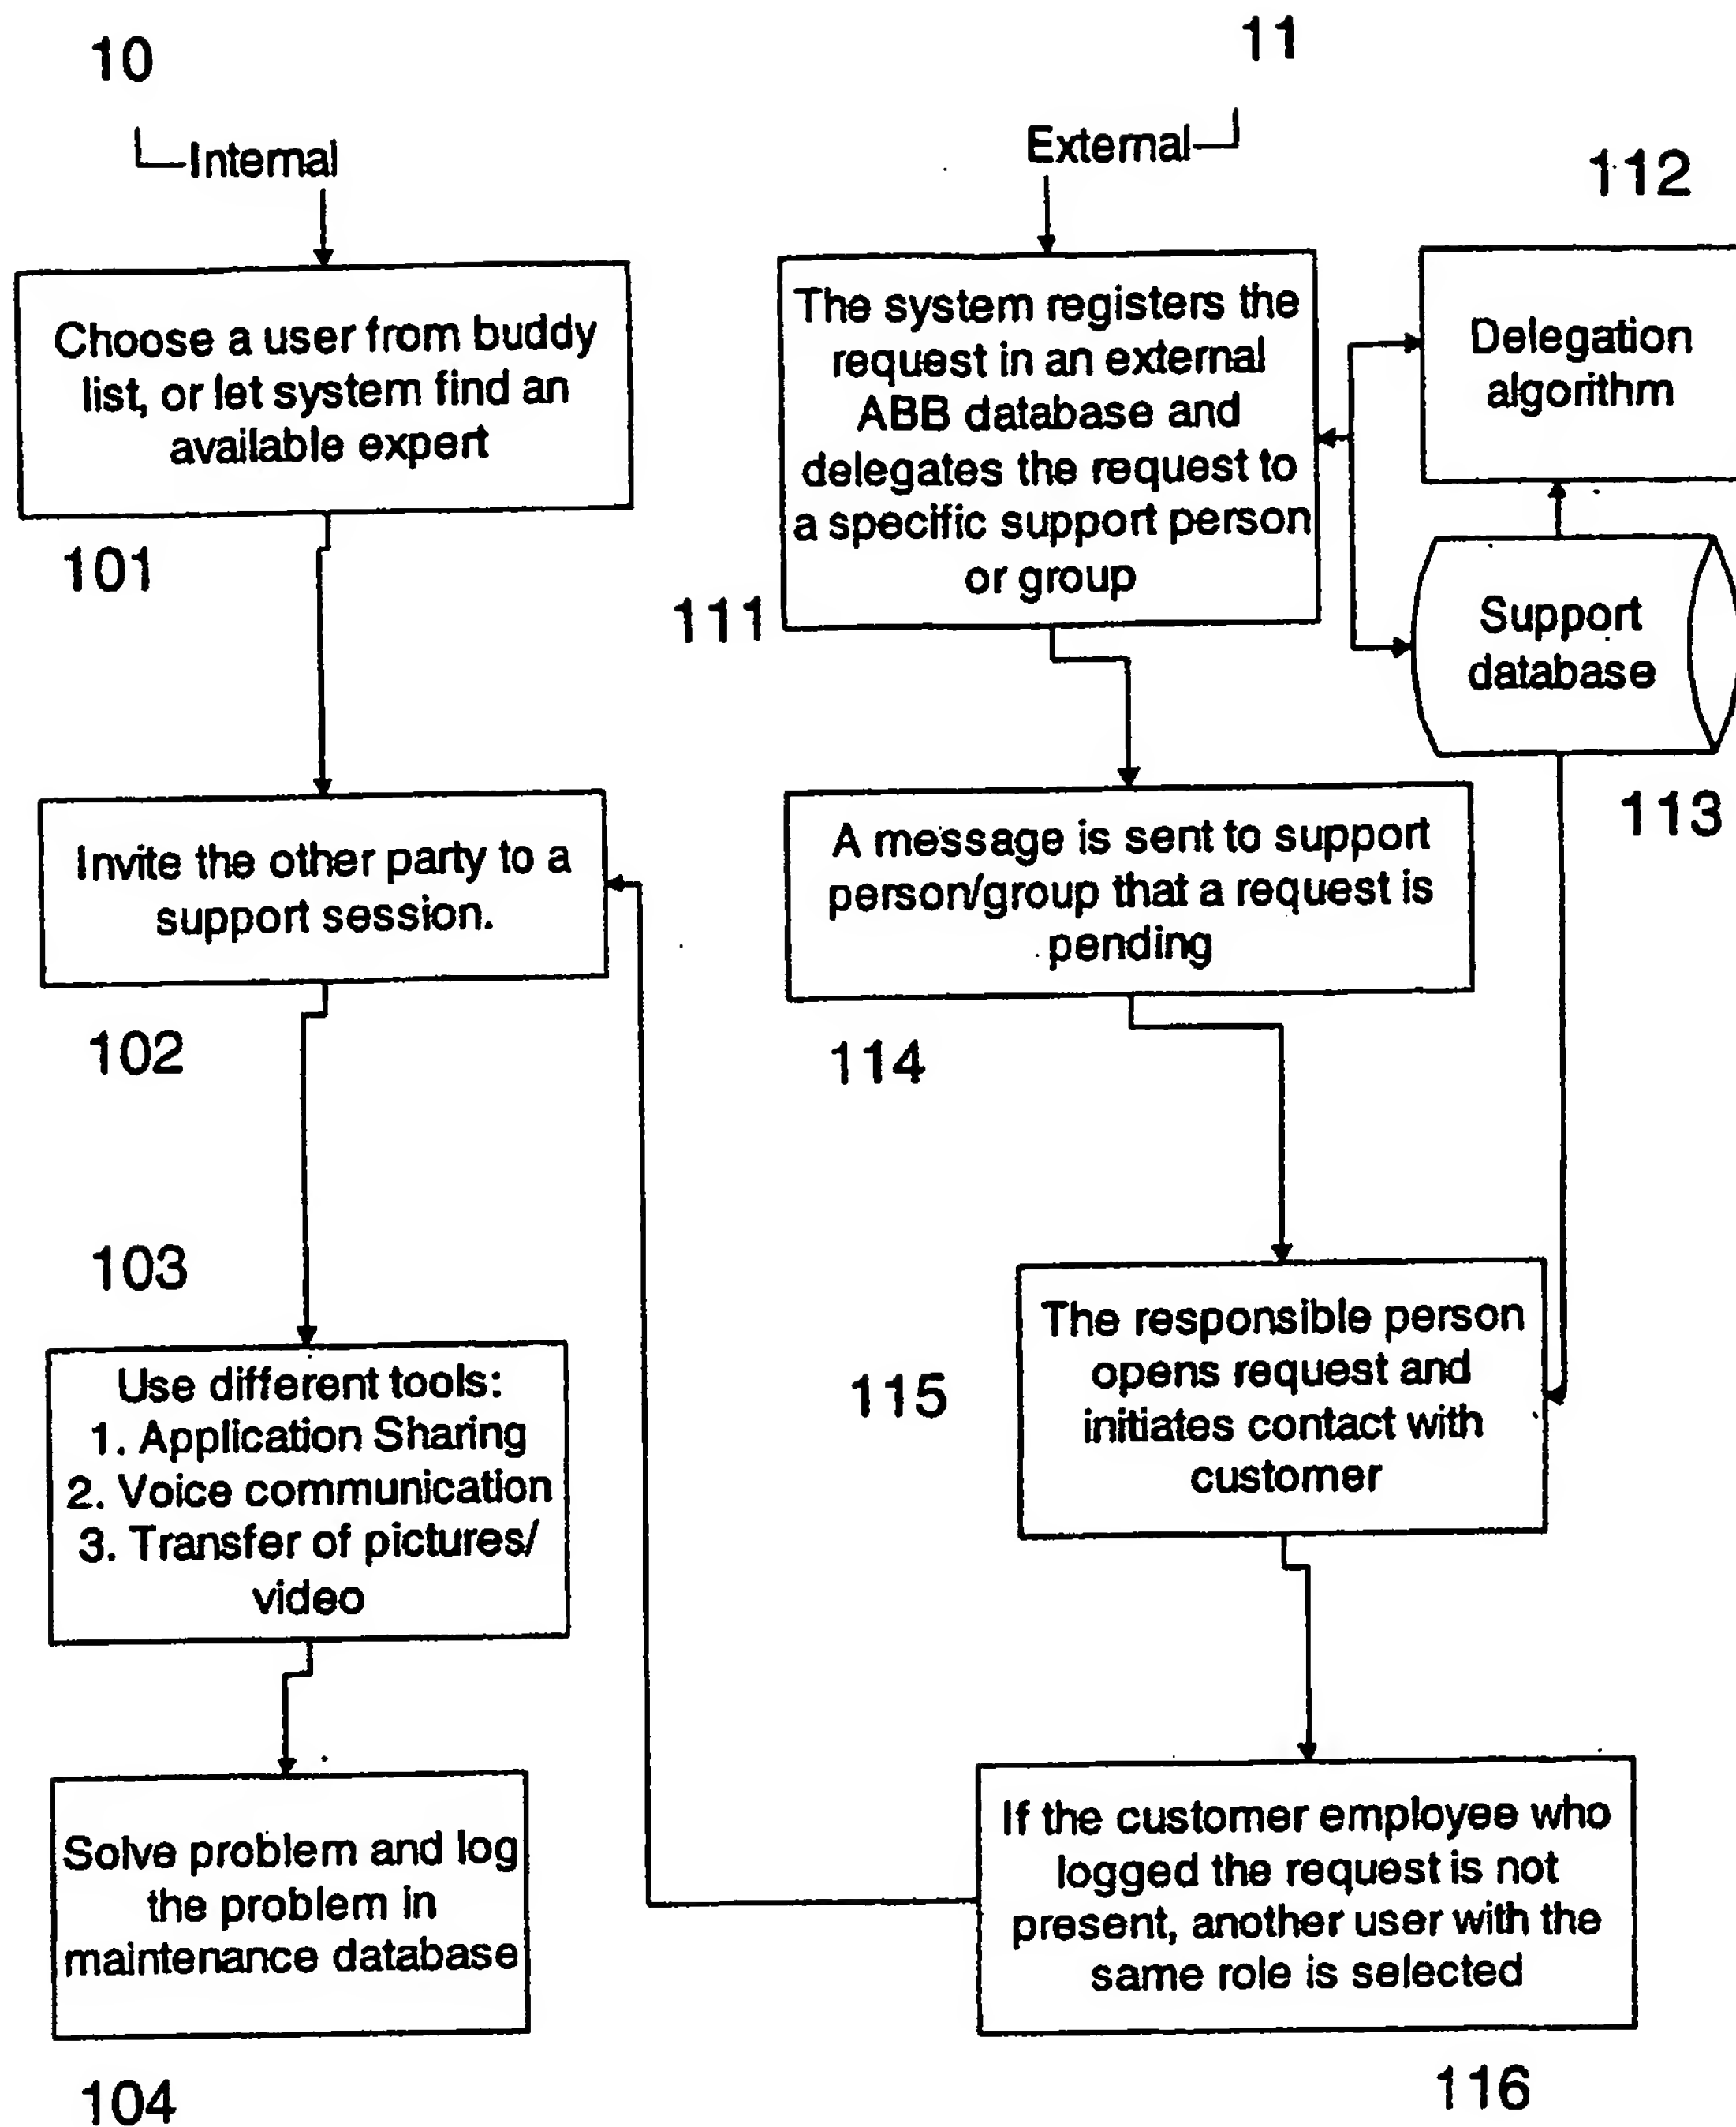 10
Internal
Choose a user from buddy
list, or let system find an
available expert
101
Invite the other party to a
support session.
102
103
Use different tools:
1. Application Sharing
2. Voice communication
3. Transfer of pictures/
video
Solve problem and log
the problem in
maintenance database
104
11
External
The system registers the
request in an external
ABB database and
delegates the request to
a specific support person
or group
111
112
Delegation
algorithm
Support
database
113
A message is sent to support
person/group that a request is
pending
114
The responsible person
opens request and
initiates contact with
customer
115
If the customer employee who
logged the request is not
present, another user with the
same role is selected
116